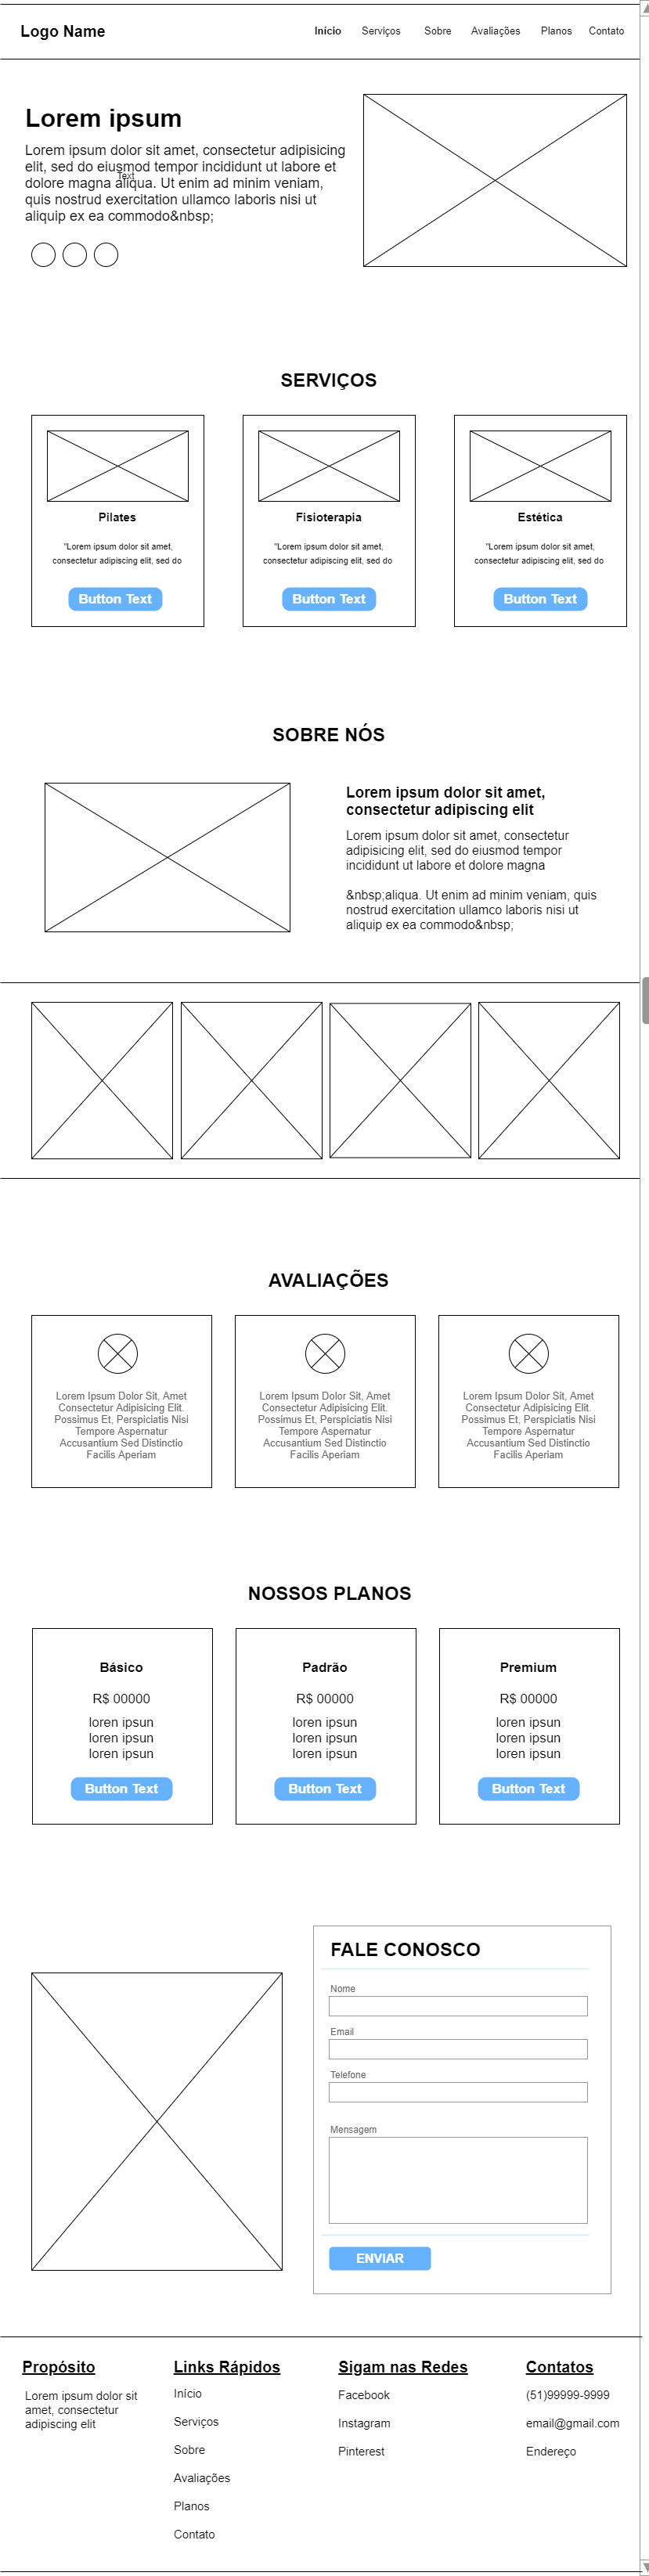 Logo Name
Início
Serviços
Sobre
Avaliações
Planos
Contato
Lorem ipsum
Lorem ipsum dolor sit amet, consectetur adipisicing
elit, sed do eiusmod tempor incididunt ut labore et
dolore magna aliqua. Ut enim ad minim veniam,
quis nostrud exercitation ullamco laboris nisi ut
aliquip ex ea commodo&nbsp;
Text
SERVIÇOS
Pilates
"Lorem ipsum dolor sit amet,
consectetur adipiscing elit, sed do
Button Text
Fisioterapia
"Lorem ipsum dolor sit amet,
consectetur adipiscing elit, sed do
Button Text
Estética
"Lorem ipsum dolor sit amet,
consectetur adipiscing elit, sed do
Button Text
SOBRE NÓS
Lorem ipsum dolor sit amet,
consectetur adipiscing elit
Lorem ipsum dolor sit amet, consectetur
adipisicing elit, sed do eiusmod tempor
incididunt ut labore et dolore magna
&nbsp;aliqua. Ut enim ad minim veniam, quis
nostrud exercitation ullamco laboris nisi ut
aliquip ex ea commodo&nbsp;
AVALIAÇÕES
Lorem Ipsum Dolor Sit, Amet
Consectetur Adipisicing Elit.
Possimus Et, Perspiciatis Nisi
Tempore Aspernatur
Accusantium Sed Distinctio
Facilis Aperiam
Lorem Ipsum Dolor Sit, Amet
Consectetur Adipisicing Elit.
Possimus Et, Perspiciatis Nisi
Tempore Aspernatur
Accusantium Sed Distinctio
Facilis Aperiam
Lorem Ipsum Dolor Sit, Amet
Consectetur Adipisicing Elit.
Possimus Et, Perspiciatis Nisi
Tempore Aspernatur
Accusantium Sed Distinctio
Facilis Aperiam
NOSSOS PLANOS
Básico
R$ 00000
loren ipsun
loren ipsun
loren ipsun
Button Text
Padrão
R$ 00000
loren ipsun
loren ipsun
loren ipsun
Button Text
Premium
R$ 00000
loren ipsun
loren ipsun
loren ipsun
Button Text
FALE CONOSCO
Nome
Email
Telefone
Mensagem
ENVIAR
Propósito
Lorem ipsum dolor sit
amet, consectetur
adipiscing elit
Links Rápidos
Início
Serviços
Sobre
Avaliações
Planos
Contato
Sigam nas Redes
Facebook
Instagram
Pinterest
Contatos
(51)99999-9999
email@gmail.com
Endereço